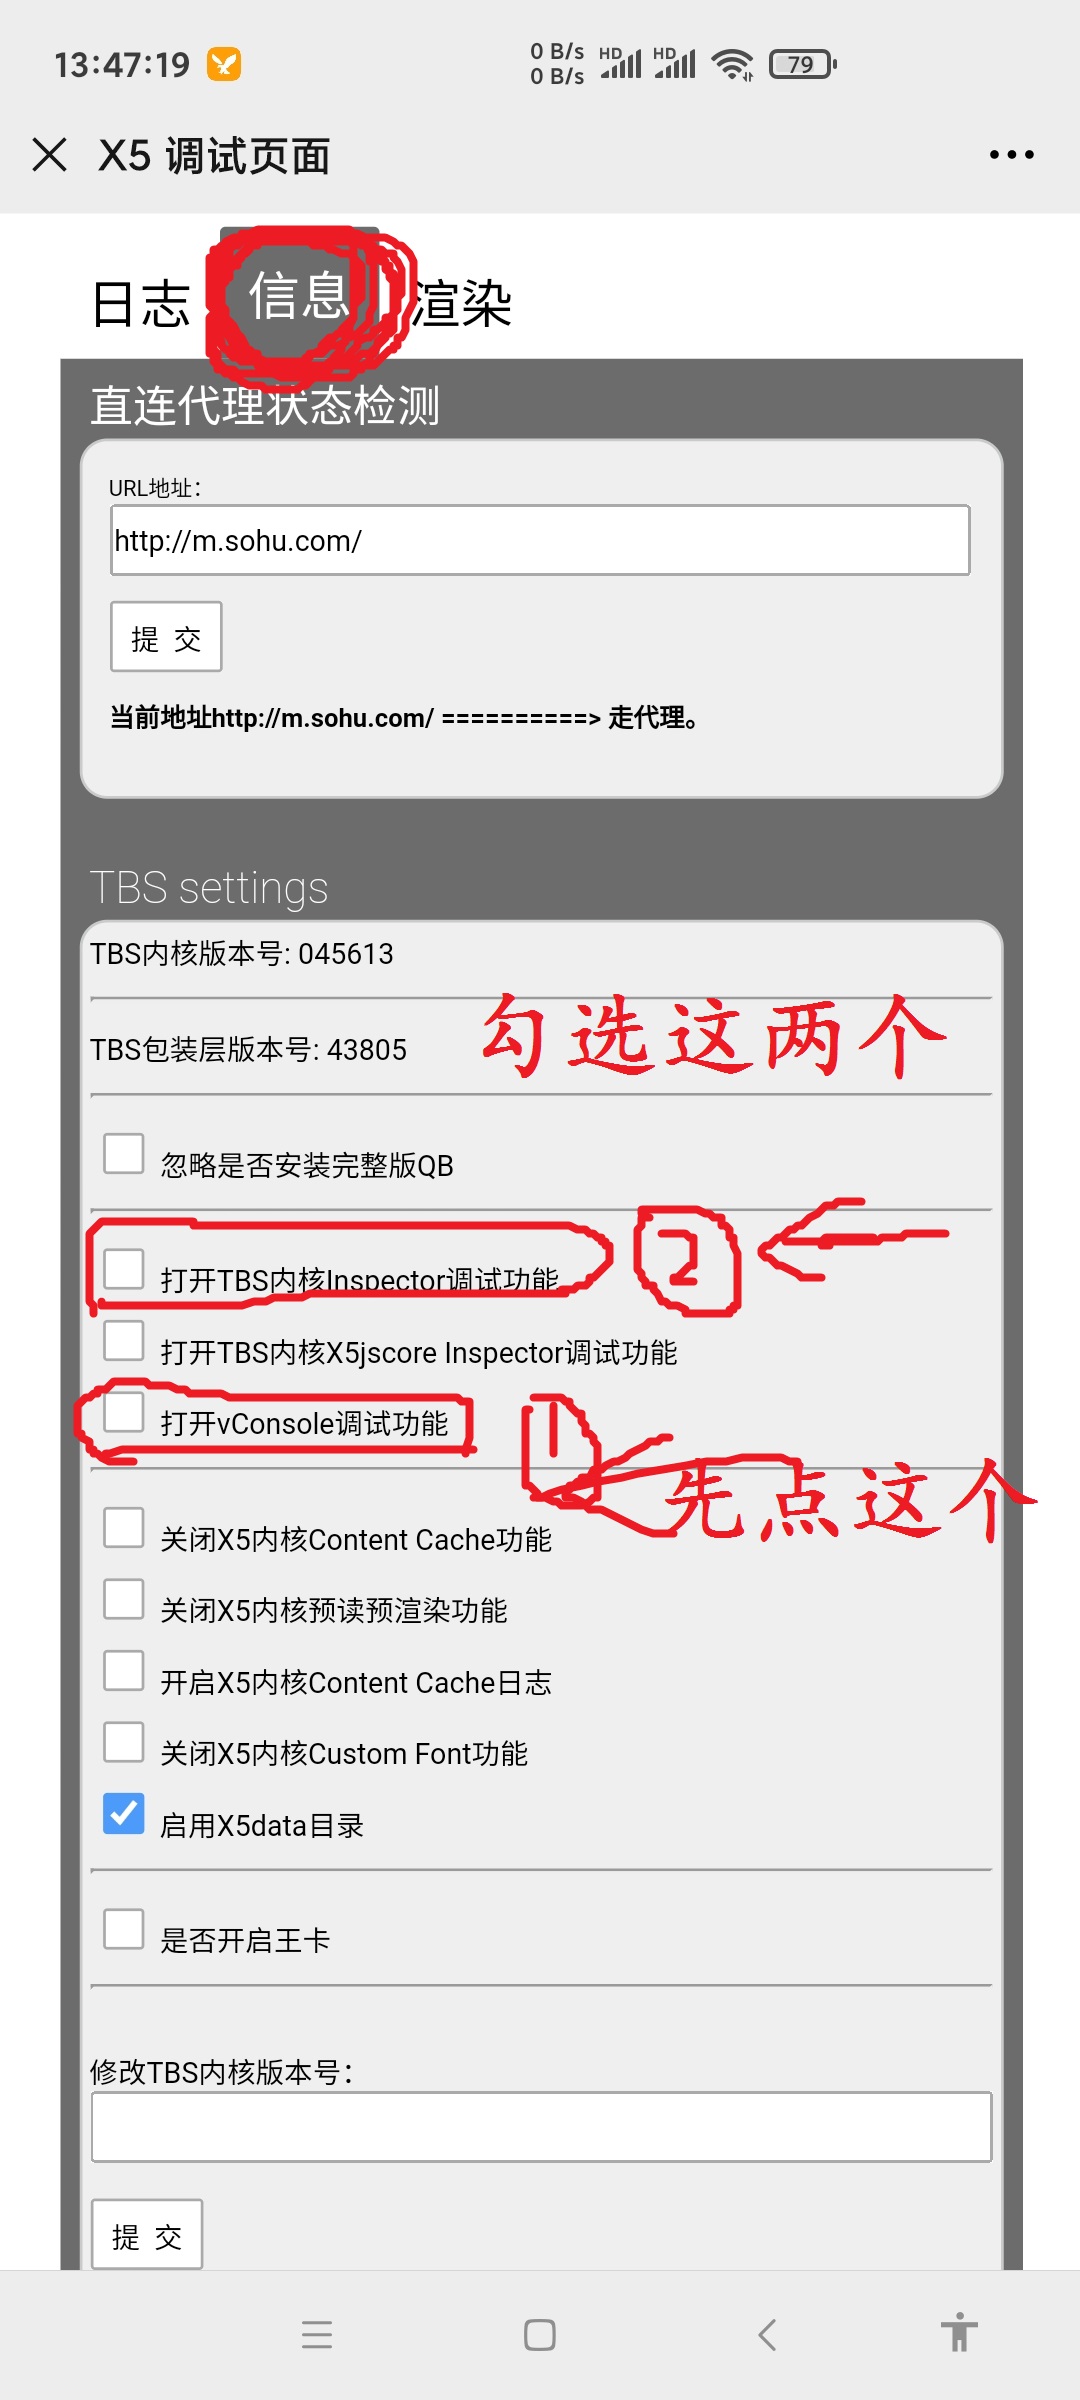 13:47:19
0 B/s
0 B/s
HD HD
79
X5 调试页面
日志 信息 渲染
直连代理状态检测
URL地址：
http://m.sohu.com/
提 交
当前地址http://m.sohu.com/ ==========> 走代理。
TBS settings
TBS内核版本号: 045613
勾选这两个
TBS包装层版本号: 43805
忽略是否安装完整版QB
打开TBS内核Inspector调试功能
2
打开TBS内核X5jscore Inspector调试功能
打开vConsole调试功能
1
先点这个
关闭X5内核Content Cache功能
关闭X5内核预读预渲染功能
开启X5内核Content Cache日志
关闭X5内核Custom Font功能
启用X5data目录
是否开启王卡
修改TBS内核版本号：
提 交